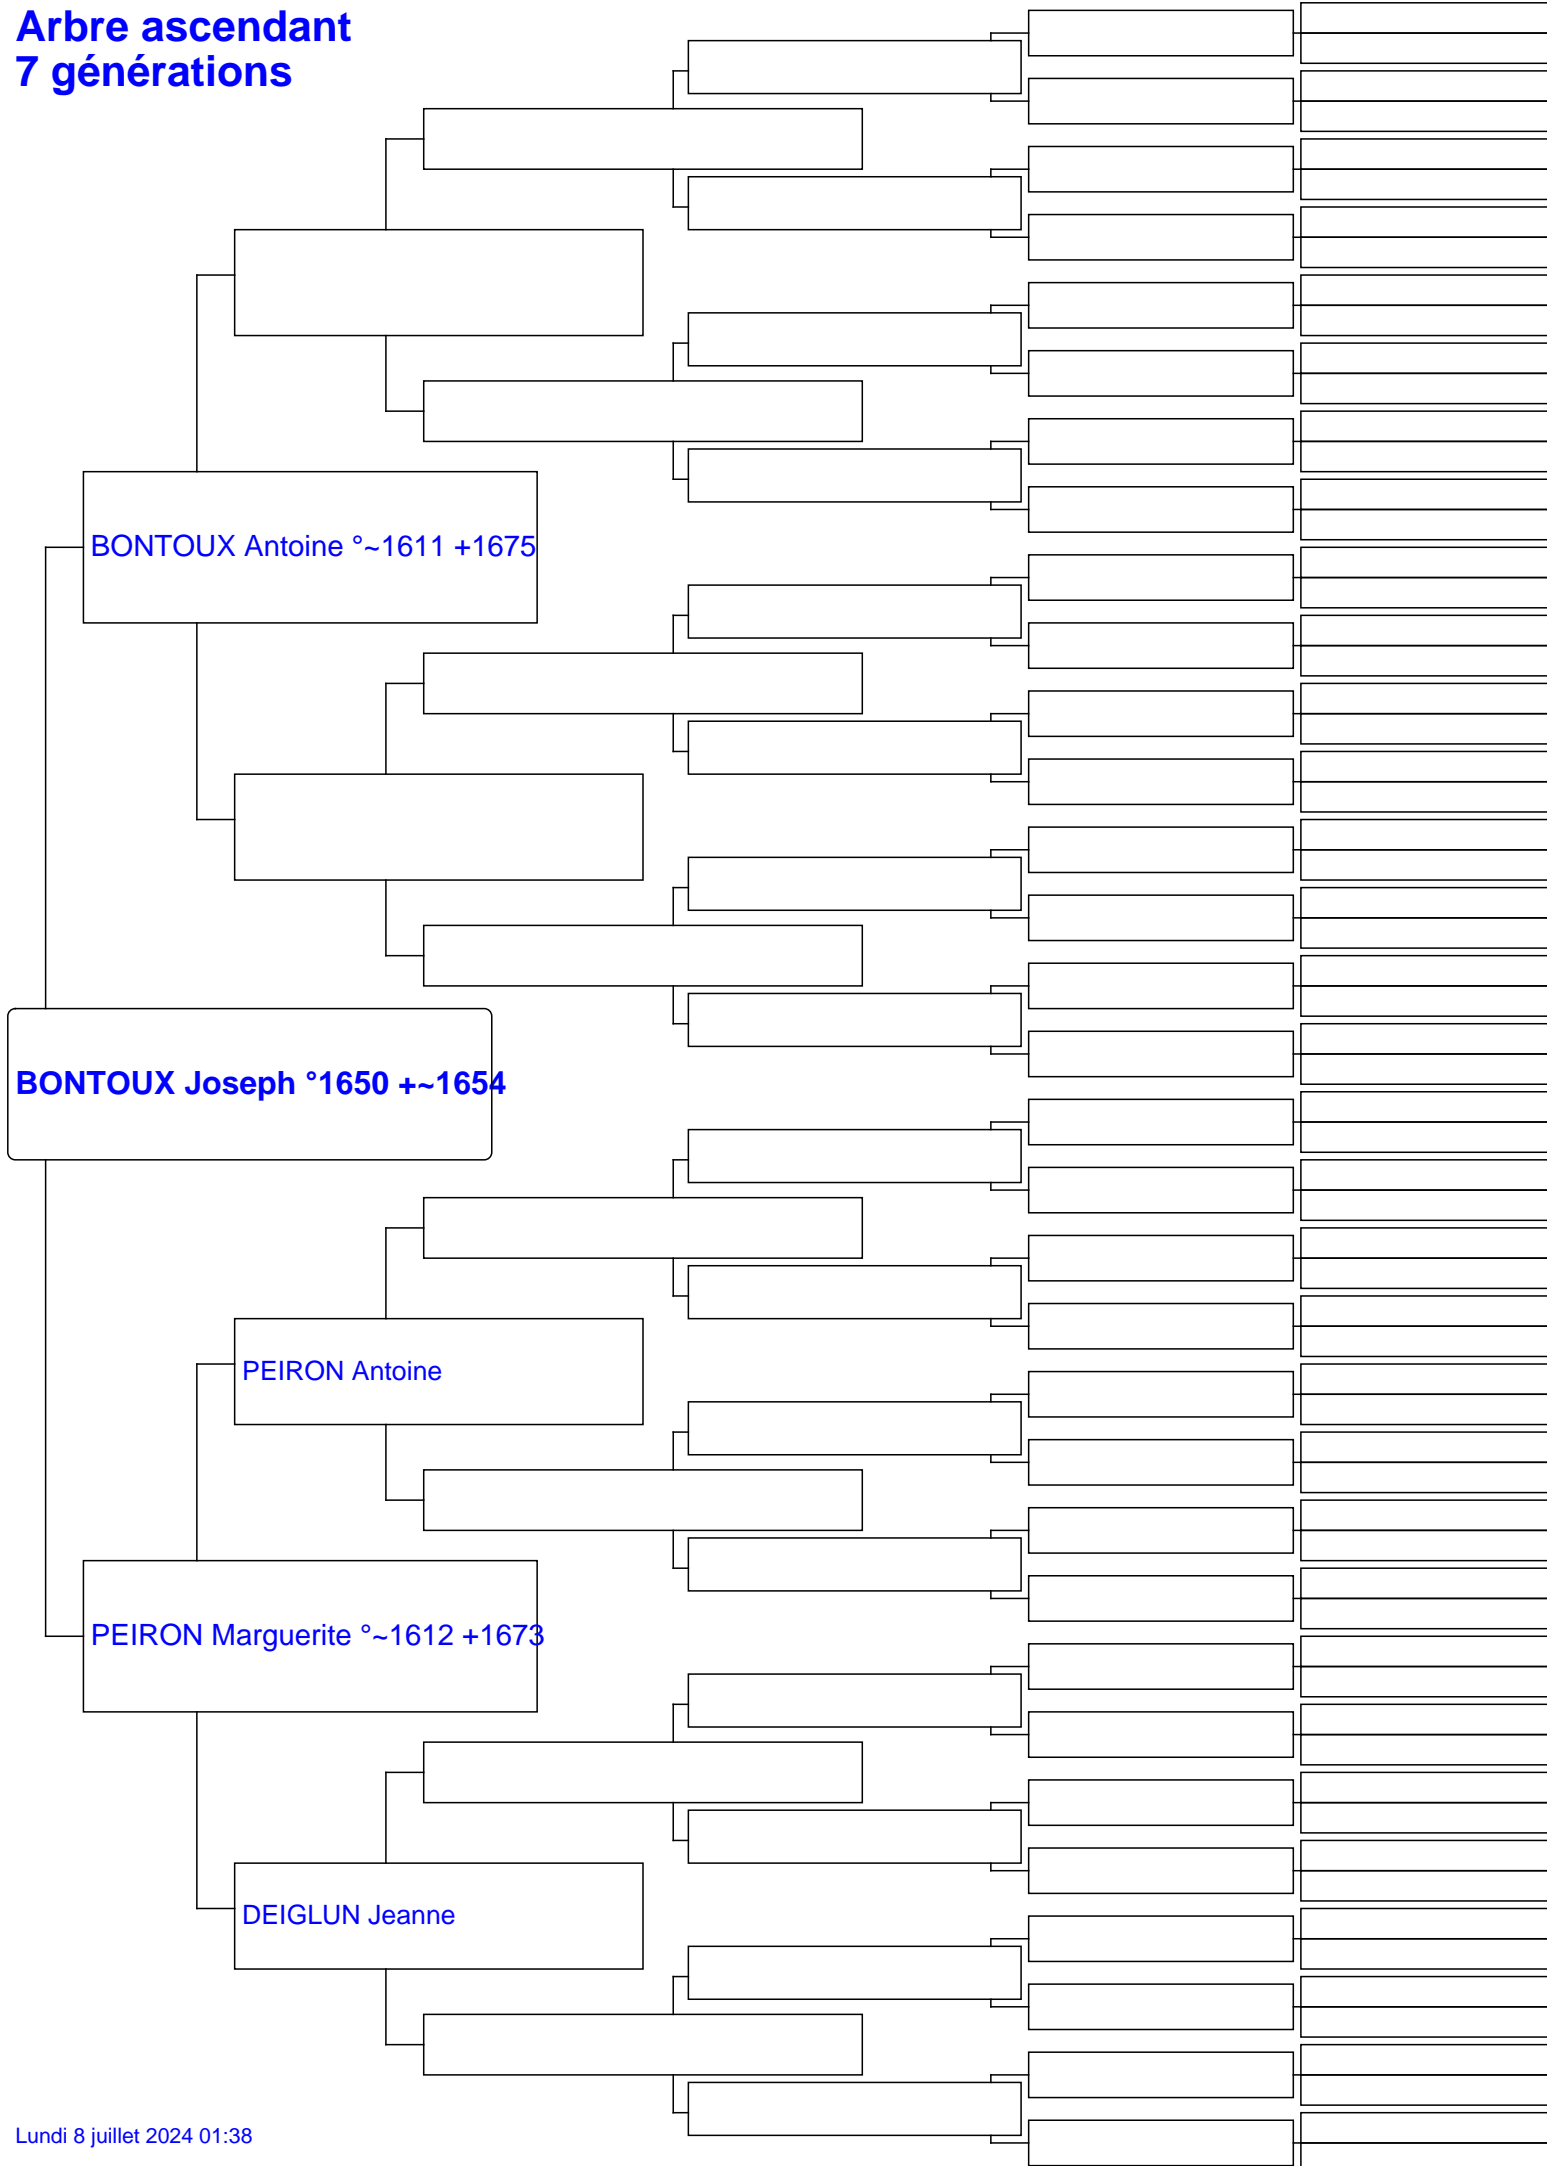 Arbre ascendant
7 générations
BONTOUX Antoine °~1611 +1675
BONTOUX Joseph °1650 +~1654
PEIRON Antoine
PEIRON Marguerite °~1612 +1673
DEIGLUN Jeanne
Lundi 8 juillet 2024 01:38